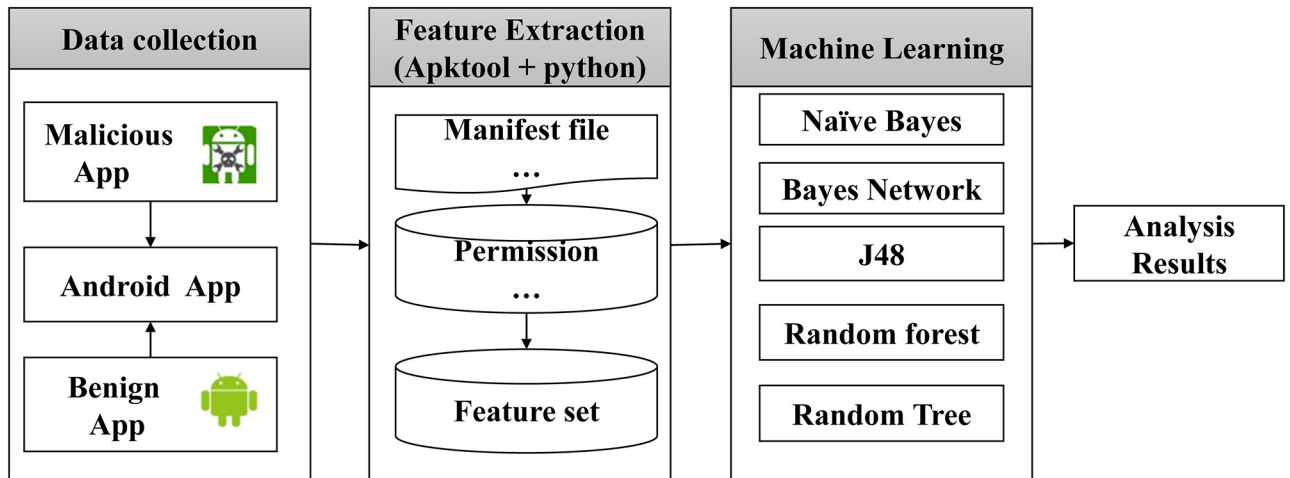 Data collection
Malicious
App
Android App
Benign
App
Feature Extraction
(Apktool + python)
Manifest file
...
Permission
...
Feature set
Machine Learning
Naïve Bayes
Bayes Network
J48
Random forest
Random Tree
Analysis
Results